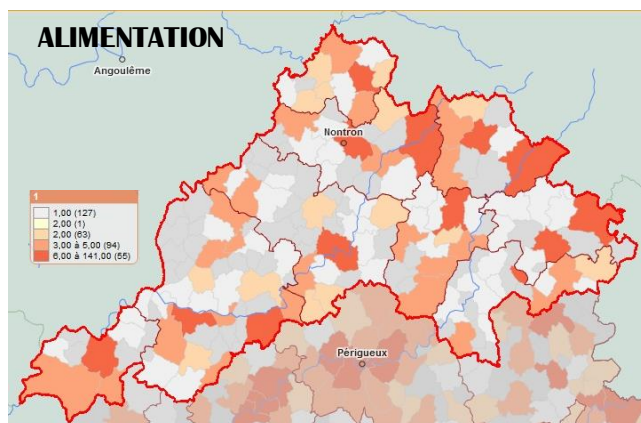 ALIMENTATION
Angoulême
Nontron
1
1,00 (127)
2,00 (1)
2,00 (63)
3,00 à 5,00 (94)
6,00 à 141,00 (55)
Périgueux